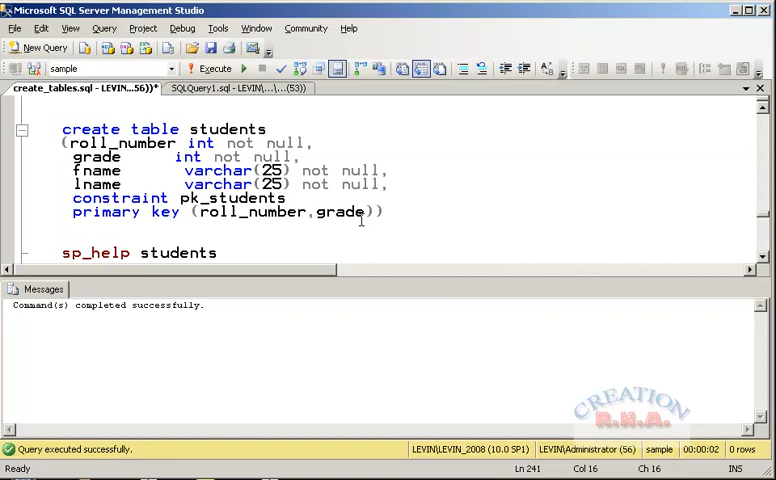 Microsoft SQL Server Management Studio
File Edit View Query Project Debug Tools Window Community Help
New Query
sample Execute
create_tables.sql - LEVIN...56))* SQLQuery1.sql - LEVIN\...\...(53))
create table students
(roll_number int not null,
grade int not null,
fname varchar(25) not null,
lname varchar(25) not null,
constraint pk_students
primary key (roll_number,grade))
sp_help students
Messages
Command(s) completed successfully.
CREATION
R.N.A.
Query executed successfully. LEVIN\LEVIN_2008 (10.0 SP1) LEVIN\Administrator (56) sample 00:00:02 0 rows
Ready Ln 241 Col 16 Ch 16 INS